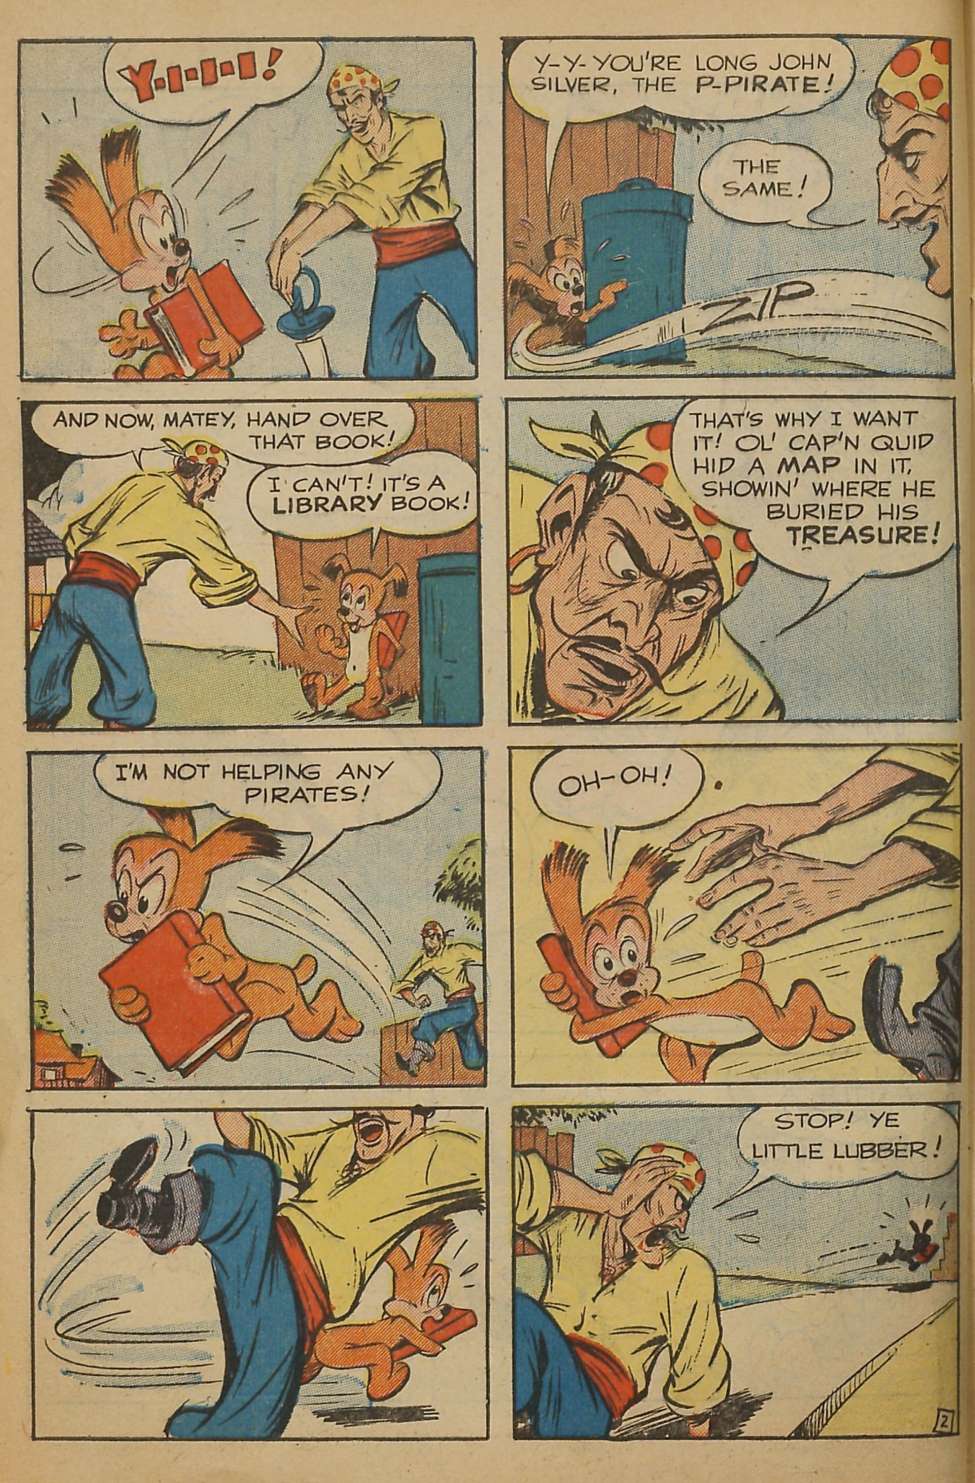 Y-I-I-I-I!
Y-Y-YOU'RE LONG JOHN
SILVER, THE P-PIRATE!
THE
SAME!
ZIP
AND NOW, MATEY, HAND OVER
THAT BOOK!
I CAN'T! IT'S A
LIBRARY BOOK!
THAT'S WHY I WANT
IT! OL' CAP'N QUID
HID A MAP IN IT,
SHOWIN' WHERE HE
BURIED HIS
TREASURE!
I'M NOT HELPING ANY
PIRATES!
OH-OH!
STOP! YE
LITTLE LUBBER!
2